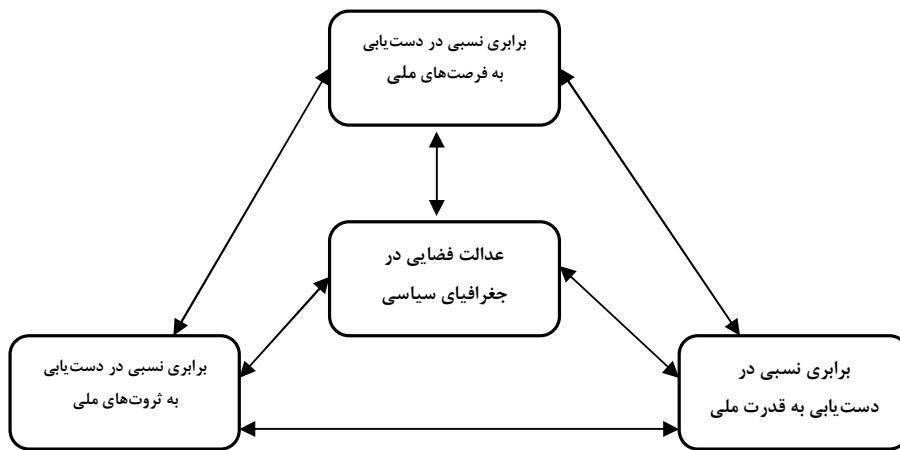 برابری نسبی در دست‌یابی
به فرصت‌های ملی
عدالت فضایی در
جغرافیای سیاسی
برابری نسبی در
دست‌یابی به قدرت ملی
برابری نسبی در دست‌یابی
به ثروت‌های ملی